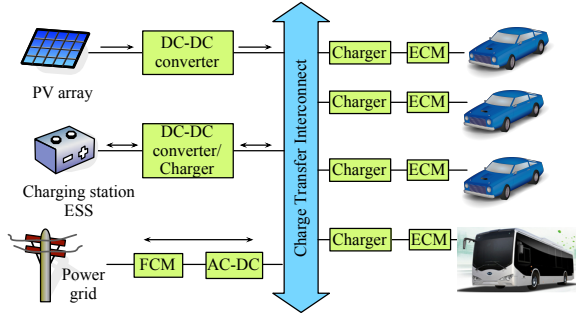 DC-DC
converter
PV array
DC-DC
converter/
Charger
Charging station
ESS
Power
grid
FCM
AC-DC
Charge Transfer Interconnect
Charger
ECM
Charger
ECM
Charger
ECM
Charger
ECM